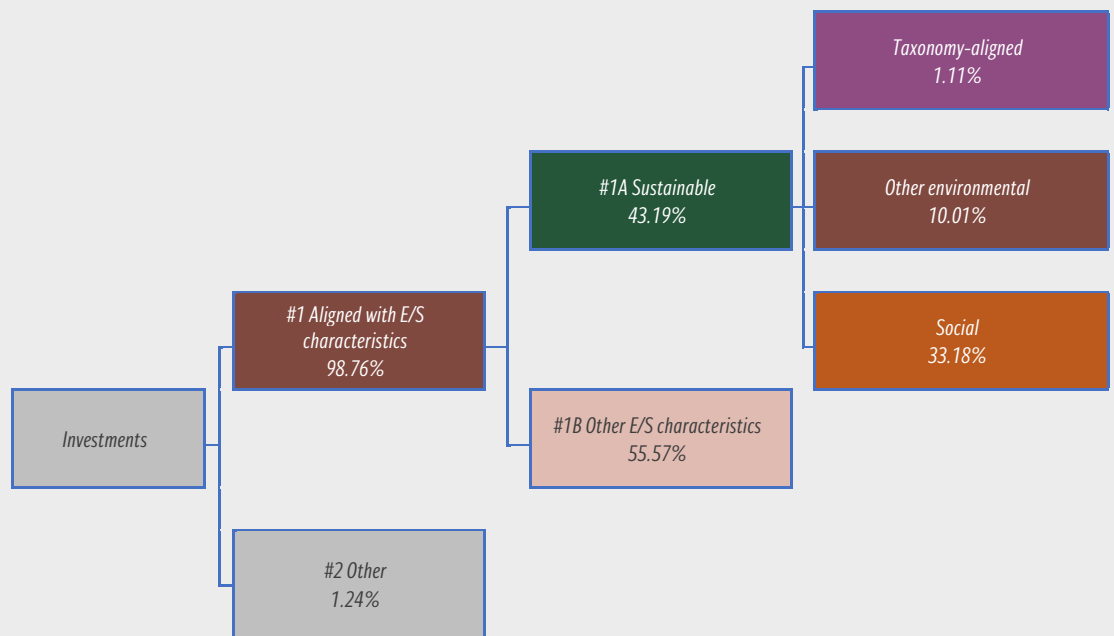 Taxonomy-aligned
1.11%
#1A Sustainable
43.19%
Other environmental
10.01%
#1 Aligned with E/S
characteristics
98.76%
Social
33.18%
Investments
#1B Other E/S characteristics
55.57%
#2 Other
1.24%